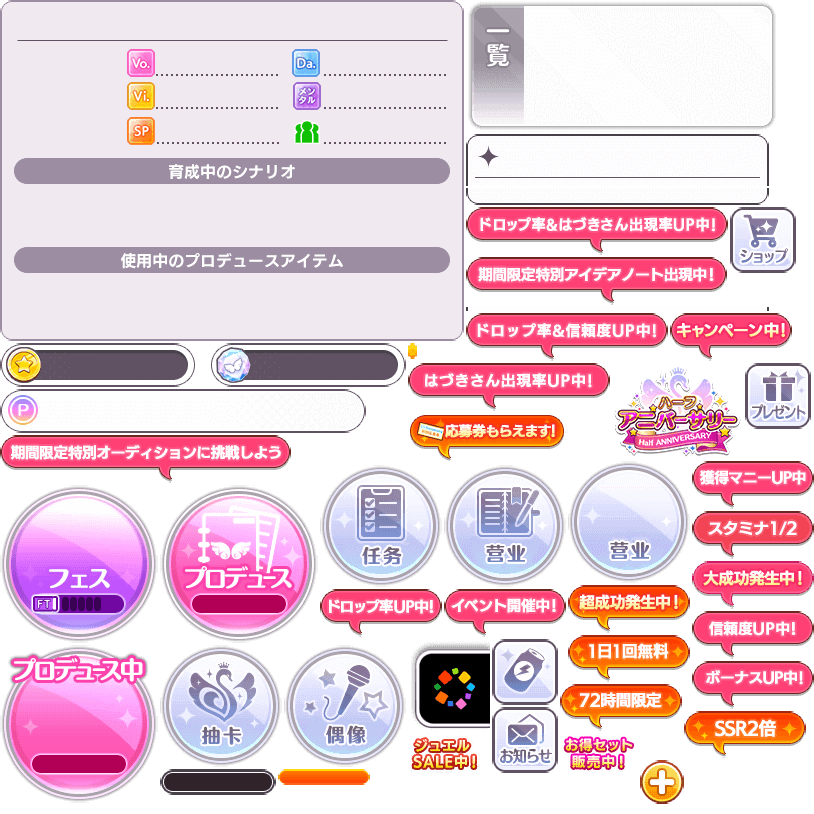 Vo.
Da.
Vi.
メンタル
SP
育成中のシナリオ
使用中のプロデュースアイテム
一覧
ドロップ率&はづきさん出現率UP中!
ショップ
期間限定特別アイデアノート出現中!
ドロップ率&信頼度UP中!
キャンペーン中!
はづきさん出現率UP中!
プレゼント
P
ハーフ
アニバーサリー
Half ANNIVERSARY
応募券もらえます!
期間限定特別オーディションに挑戦しよう
獲得マニーUP中
スタミナ1/2
任务
营业
营业
フェス
FT
プロデュース
大成功発生中!
ドロップ率UP中!
イベント開催中!
超成功発生中!
信頼度UP中!
1日1回無料
プロデュース中
ボーナスUP中!
72時間限定
抽卡
偶像
SSR2倍
ジュエル
SALE中!
お知らせ
お得セット
販売中!